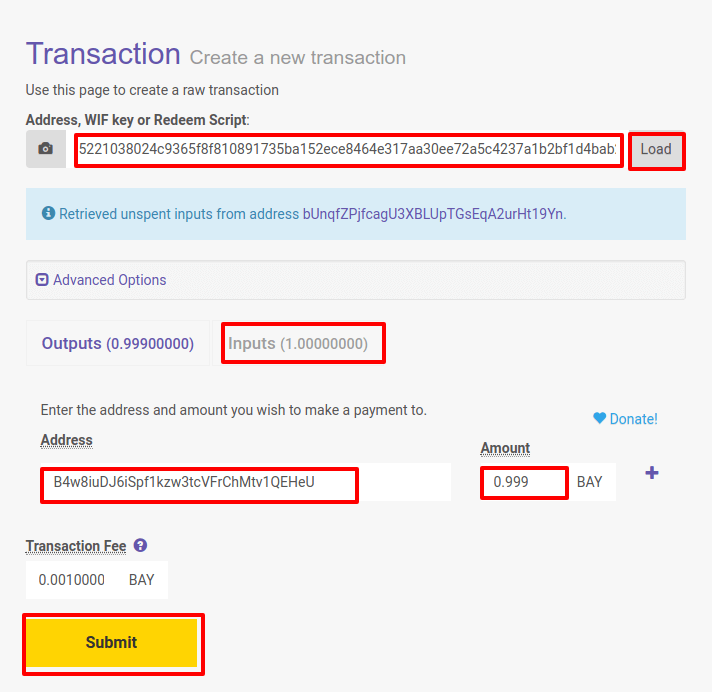 Transaction Create a new transaction
Use this page to create a raw transaction
Address, WIF key or Redeem Script:
5221038024c9365f8f810891735ba152ece8464e317aa30ee72a5c4237a1b2bf1d4bab
Load
Retrieved unspent inputs from address bUnqfZPjfcagU3XBLUpTGsEqA2urHt19Yn.
Advanced Options
Outputs (0.99900000) Inputs (1.00000000)
Enter the address and amount you wish to make a payment to.
Donate!
Address Amount
B4w8iuDJ6iSpf1kzw3tcVFrChMtv1QEHeU 0.999 BAY +
Transaction Fee ?
0.0010000 BAY
Submit